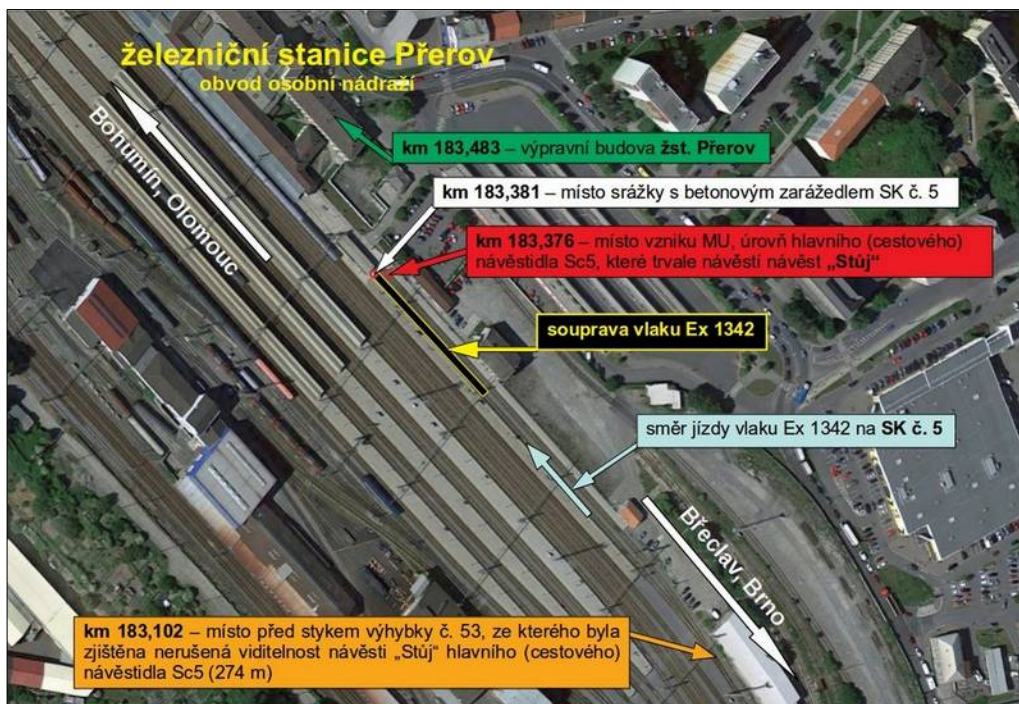 železniční stanice Přerov
obvod osobní nádraží
Bohumín, Olomouc
km 183,483 – výpravní budova žst. Přerov
km 183,381 – místo srážky s betonovým zarážedlem SK č. 5
km 183,376 – místo vzniku MU, úrovň hlavního (cestového)
návěstidla Sc5, které trvale návěstí návěst „Stůj“
souprava vlaku Ex 1342
směr jízdy vlaku Ex 1342 na SK č. 5
Břeclav, Brno
km 183,102 – místo před stykem výhybky č. 53, ze kterého byla
zjištěna nerušená viditelnost návěsti „Stůj“ hlavního (cestového)
návěstidla Sc5 (274 m)